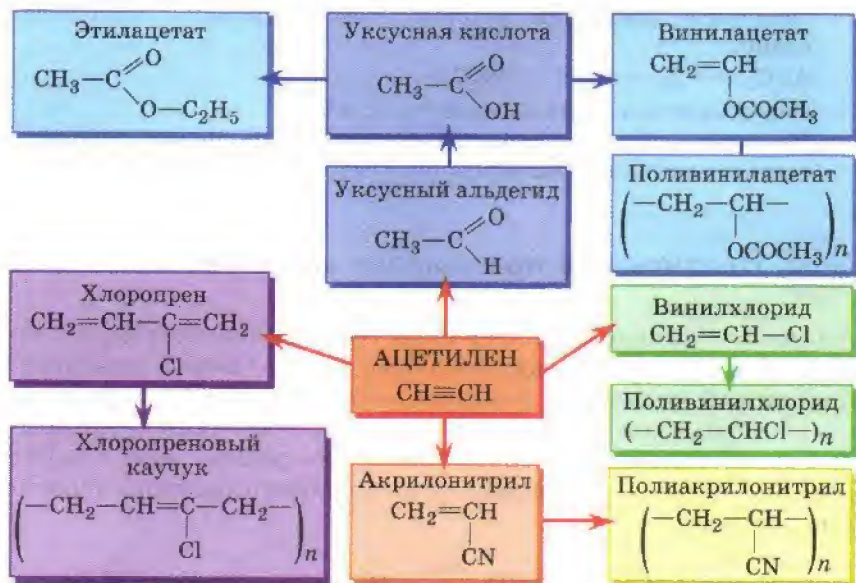 Этилацетат
CH₃—C
O
O—C₂H₅
Уксусная кислота
CH₃—C
O
OH
Винилацетат
CH₂=CH
OCOCH₃
Уксусный альдегид
CH₃—C
O
H
Поливинилацетат
(—CH₂—CH—)n
OCOCH₃
Хлоропрен
CH₂=CH—C=CH₂
Cl
АЦЕТИЛЕН
CH≡CH
Винилхлорид
CH₂=CH—Cl
Поливинилхлорид
(—CH₂—CHCl—)n
Хлоропреновый
каучук
(—CH₂—CH=C—CH₂—)n
Cl
Акрилонитрил
CH₂=CH
CN
Полиакрилонитрил
(—CH₂—CH—)n
CN